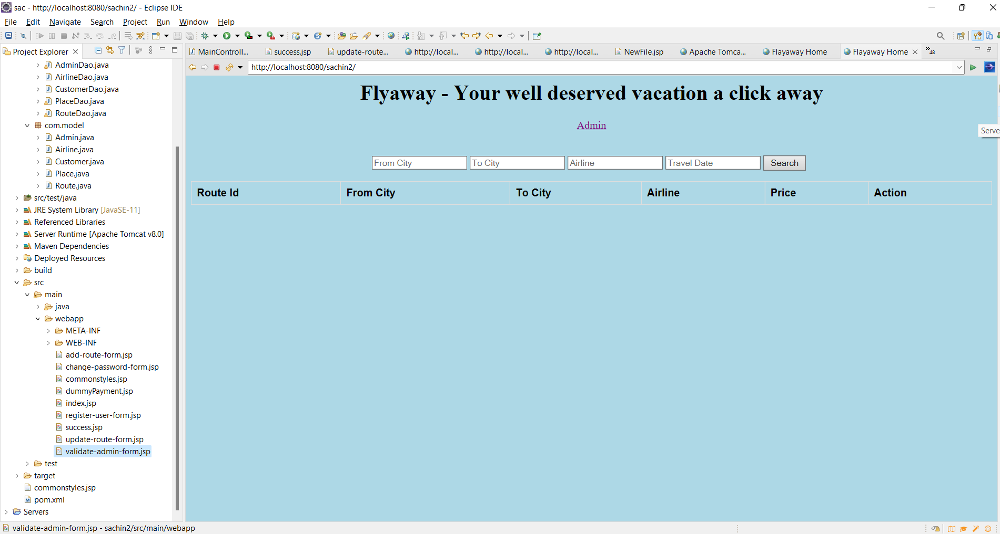 sac - http://localhost:8080/sachin2/ - Eclipse IDE
File Edit Navigate Search Project Run Window Help
Project Explorer
AdminDao.java
AirlineDao.java
CustomerDao.java
PlaceDao.java
RouteDao.java
com.model
Admin.java
Airline.java
Customer.java
Place.java
Route.java
src/test/java
JRE System Library [JavaSE-11]
Referenced Libraries
Server Runtime [Apache Tomcat v8.0]
Maven Dependencies
Deployed Resources
build
src
main
java
webapp
META-INF
WEB-INF
add-route-form.jsp
change-password-form.jsp
commonstyles.jsp
dummyPayment.jsp
index.jsp
register-user-form.jsp
success.jsp
update-route-form.jsp
validate-admin-form.jsp
test
target
commonstyles.jsp
pom.xml
Servers
MainControll... success.jsp update-route... http://local... http://local... http://local... NewFile.jsp Apache Tomca... Flayaway Home Flayaway Home »48
http://localhost:8080/sachin2/
Flyaway - Your well deserved vacation a click away
Admin
Serve
From City To City Airline Travel Date Search
Route Id From City To City Airline Price Action
validate-admin-form.jsp - sachin2/src/main/webapp